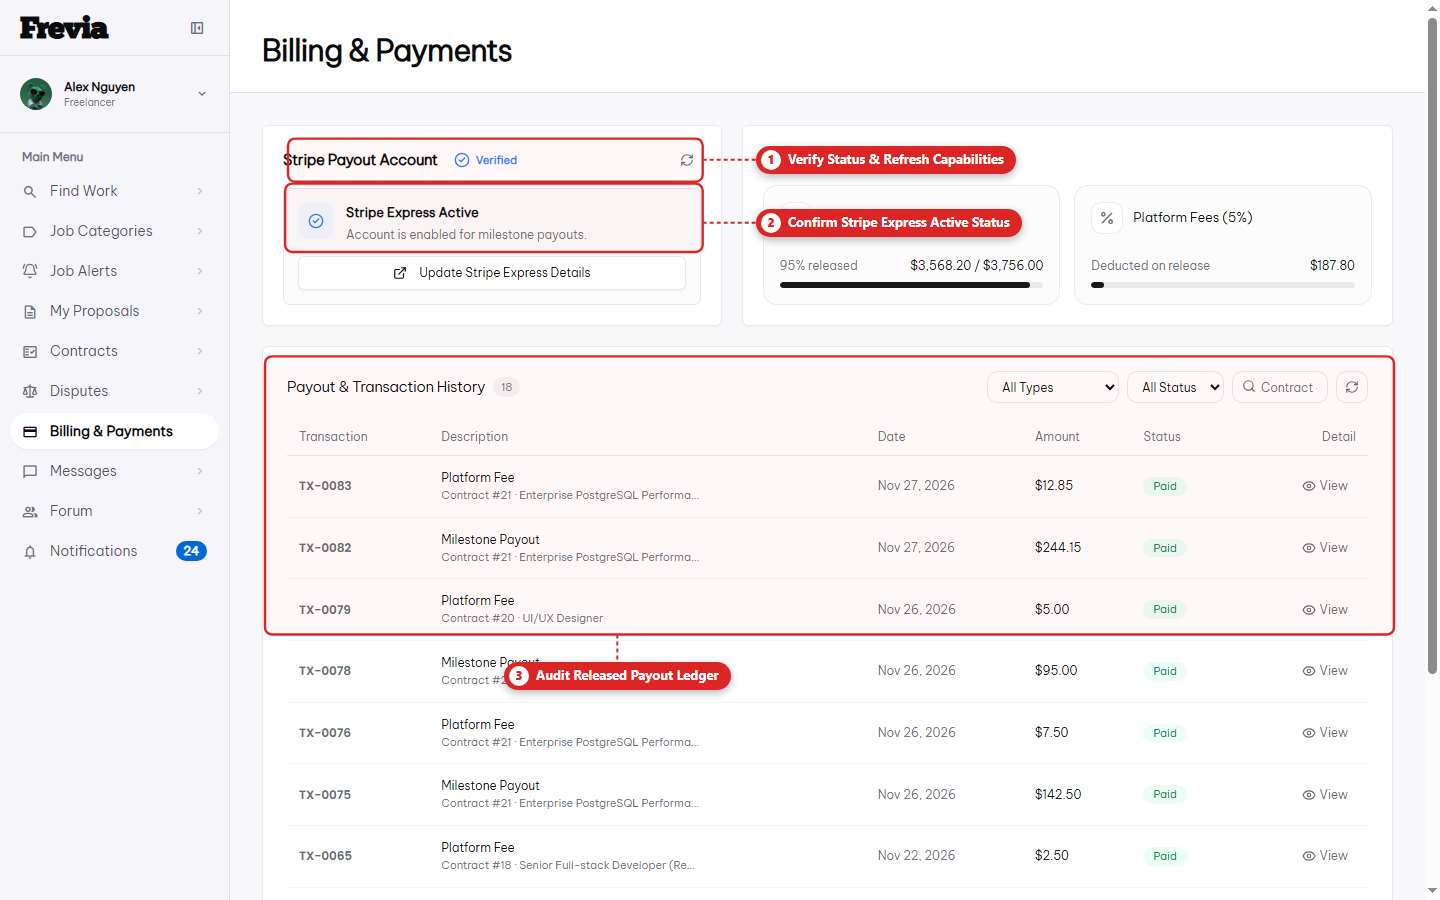 Frevia
Alex Nguyen
Freelancer
Main Menu
Find Work
Job Categories
Job Alerts
My Proposals
Contracts
Disputes
Billing & Payments
Messages
Forum
Notifications 24
Billing & Payments
Stripe Payout Account Verified
1 Verify Status & Refresh Capabilities
Stripe Express Active
Account is enabled for milestone payouts.
2 Confirm Stripe Express Active Status
Update Stripe Express Details
95% released $3,568.20 / $3,756.00
Platform Fees (5%)
Deducted on release $187.80
Payout & Transaction History 18
All Types All Status Contract
Transaction Description Date Amount Status Detail
TX-0083 Platform Fee Nov 27, 2026 $12.85 Paid View
Contract #21 · Enterprise PostgreSQL Performa...
TX-0082 Milestone Payout Nov 27, 2026 $244.15 Paid View
Contract #21 · Enterprise PostgreSQL Performa...
TX-0079 Platform Fee Nov 26, 2026 $5.00 Paid View
Contract #20 · UI/UX Designer
TX-0078 Milestone Payout Nov 26, 2026 $95.00 Paid View
Contract #2
3 Audit Released Payout Ledger
TX-0076 Platform Fee Nov 26, 2026 $7.50 Paid View
Contract #21 · Enterprise PostgreSQL Performa...
TX-0075 Milestone Payout Nov 26, 2026 $142.50 Paid View
Contract #21 · Enterprise PostgreSQL Performa...
TX-0065 Platform Fee Nov 22, 2026 $2.50 Paid View
Contract #18 · Senior Full-stack Developer (Re...